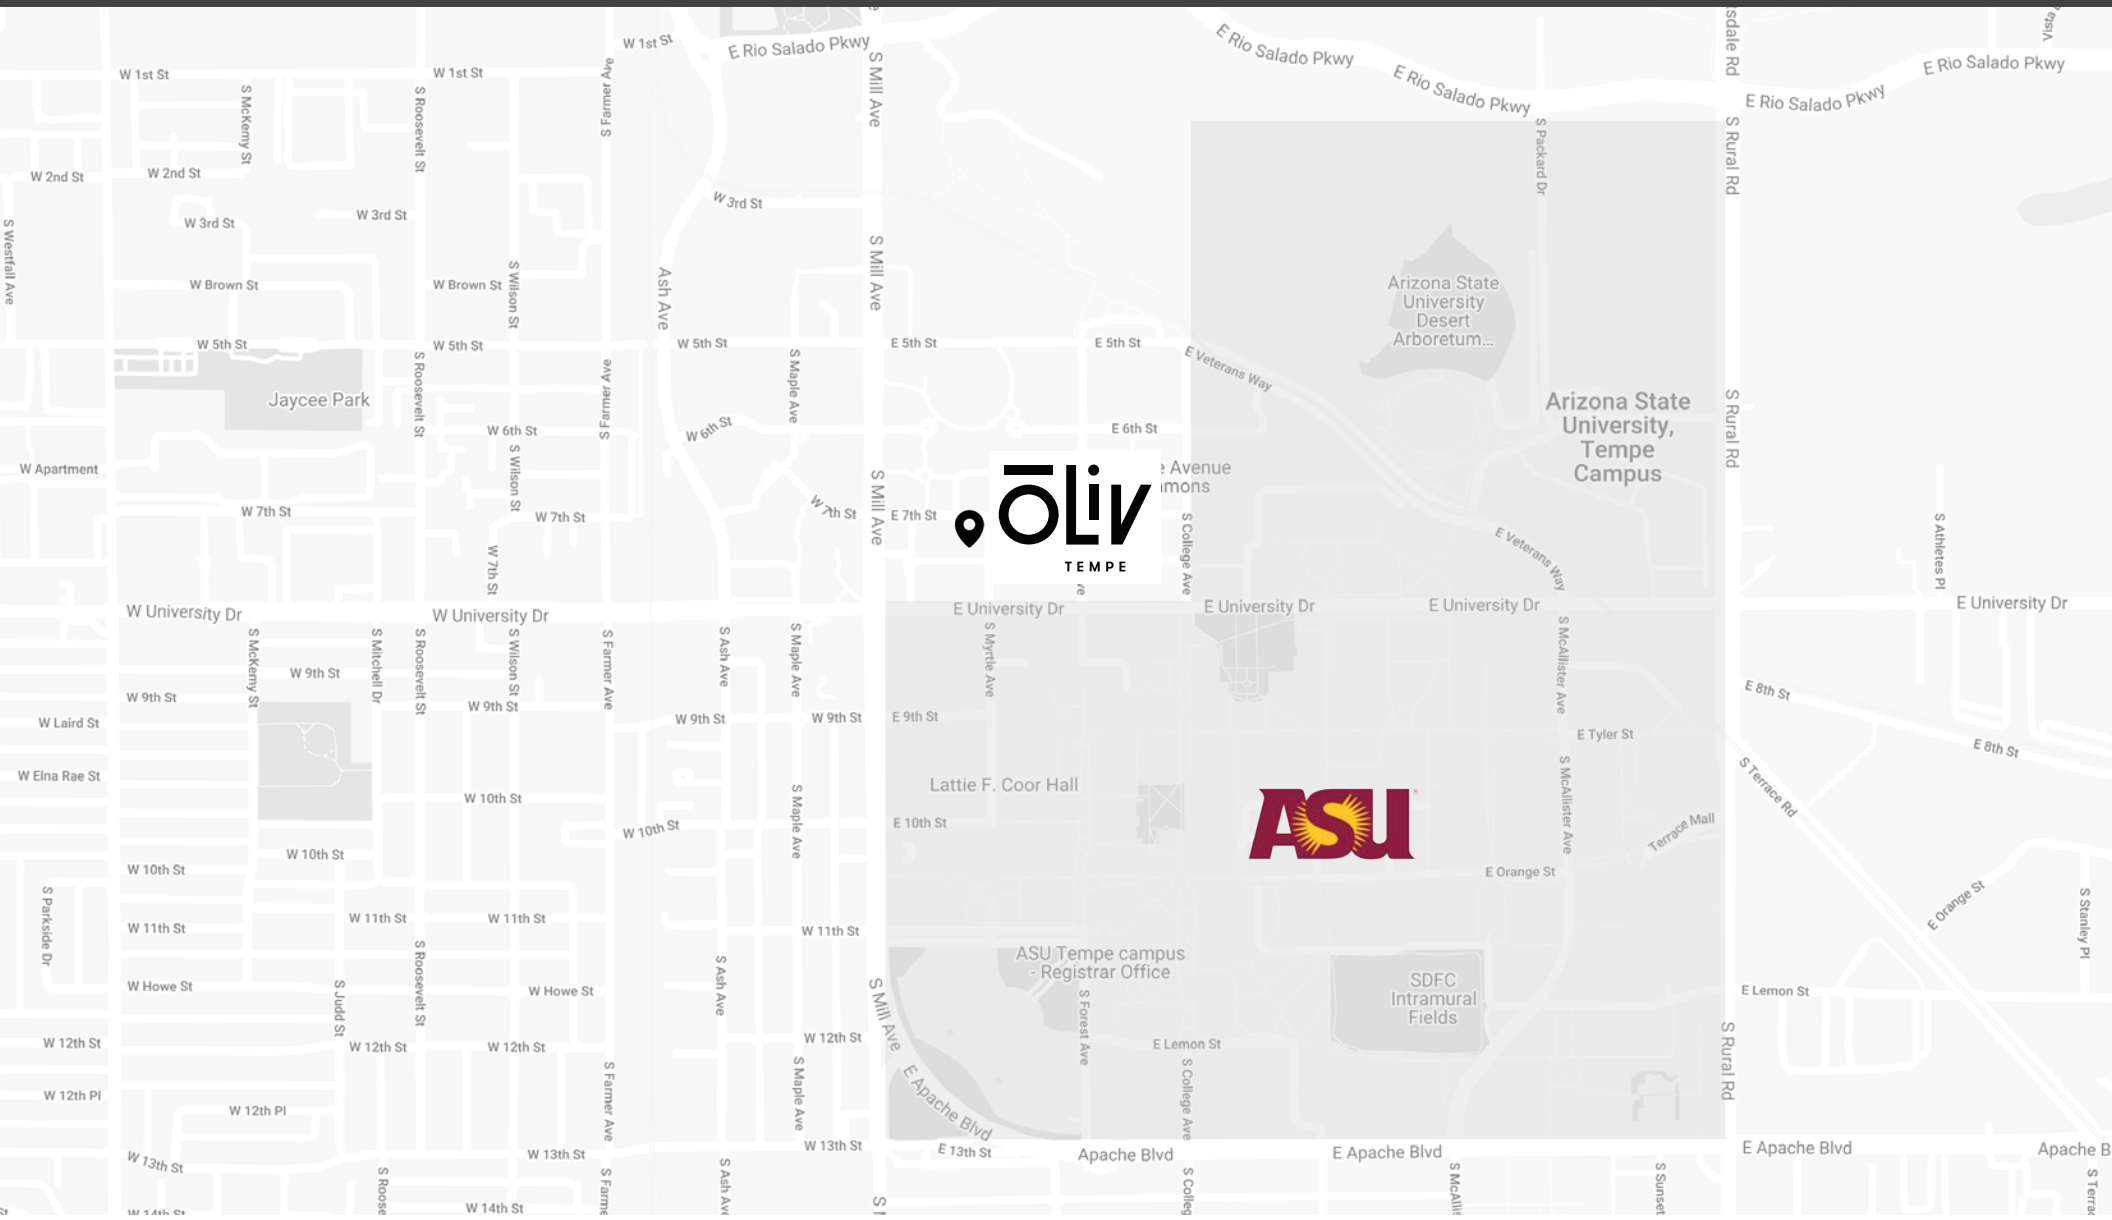 W 1st St
E Rio Salado Pkwy
E Rio Salado Pkwy
E Rio Salado Pkwy
E Rio Salado Pkwy
E Rio Salado Pkwy
W 1st St
W 1st St
S McKemy St
S Roosevelt St
S Farmer Ave
S Mill Ave
S Packard Dr
S Rural Rd
W 2nd St
W 2nd St
W 3rd St
W 3rd St
W 3rd St
S Westfall Ave
S Wilson St
Ash Ave
S Mill Ave
W Brown St
W Brown St
Arizona State
University
Desert
Arboretum...
W 5th St
W 5th St
W 5th St
E 5th St
E 5th St
E Veterans Way
S Roosevelt St
S Farmer Ave
S Maple Ave
Jaycee Park
Arizona State
University,
Tempe
Campus
S Rural Rd
W 6th St
W 6th St
E 6th St
W Apartment
S Wilson St
e Avenue
mons
ōLiv
TEMPE
W 7th St
W 7th St
W 7th St
E 7th St
S Mill Ave
S College Ave
W 7th St
E Veterans Way
S Athletes Pl
W University Dr
W University Dr
E University Dr
E University Dr
E University Dr
E University Dr
S McKemy St
S Mitchell Dr
S Roosevelt St
S Wilson St
S Farmer Ave
S Ash Ave
S Maple Ave
S Myrtle Ave
S McAllister Ave
W 9th St
W 9th St
W 9th St
W 9th St
W 9th St
E 9th St
E 8th St
E 8th St
W Laird St
E Tyler St
W Elna Rae St
Lattie F. Coor Hall
W 10th St
W 10th St
W 10th St
W 10th St
E 10th St
S Maple Ave
ASU
S McAllister Ave
Terrace Mall
S Terrace Rd
E Orange St
E Orange St
S Parkside Dr
W 11th St
W 11th St
W 11th St
W 11th St
S Stanley Pl
S Roosevelt St
S Ash Ave
ASU Tempe campus
- Registrar Office
SDFC
Intramural
Fields
W Howe St
W Howe St
S Judd St
S Mill Ave
S Forest Ave
E Lemon St
E Lemon St
S Rural Rd
W 12th St
W 12th St
W 12th St
W 12th St
S Farmer Ave
S Maple Ave
E Apache Blvd
S College Ave
W 12th Pl
W 12th Pl
W 13th St
W 13th St
W 13th St
E 13th St
Apache Blvd
E Apache Blvd
E Apache Blvd
Apache B
S Ash Ave
W 14th St
W 14th St